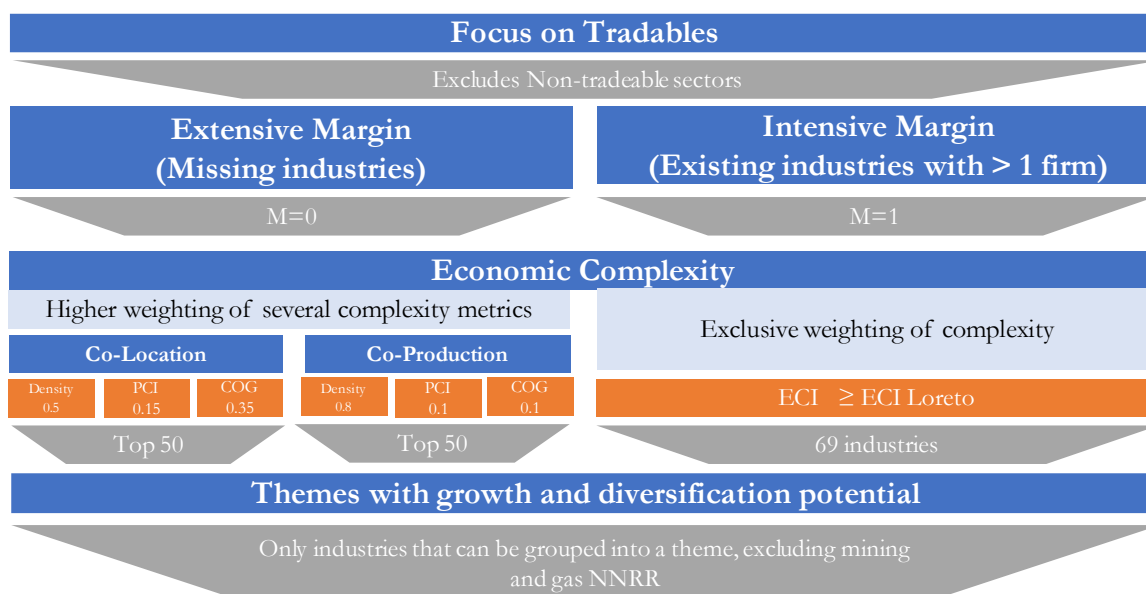 Focus on Tradables
Excludes Non-tradeable sectors
Extensive Margin
(Missing industries)
M=0
Intensive Margin
(Existing industries with > 1 firm)
M=1
Economic Complexity
Higher weighting of several complexity metrics
Co-Location
Density
0.5
PCI
0.15
COG
0.35
Top 50
Co-Production
Density
0.8
PCI
0.1
COG
0.1
Top 50
Exclusive weighting of complexity
ECI ≥ ECI Loreto
69 industries
Themes with growth and diversification potential
Only industries that can be grouped into a theme, excluding mining
and gas NNRR